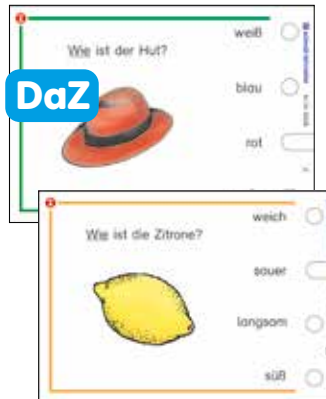 Wie ist der Hut?
weiß
blau
rot
DaZ
Wie ist die Zitrone?
weich
sauer
langsam
süß